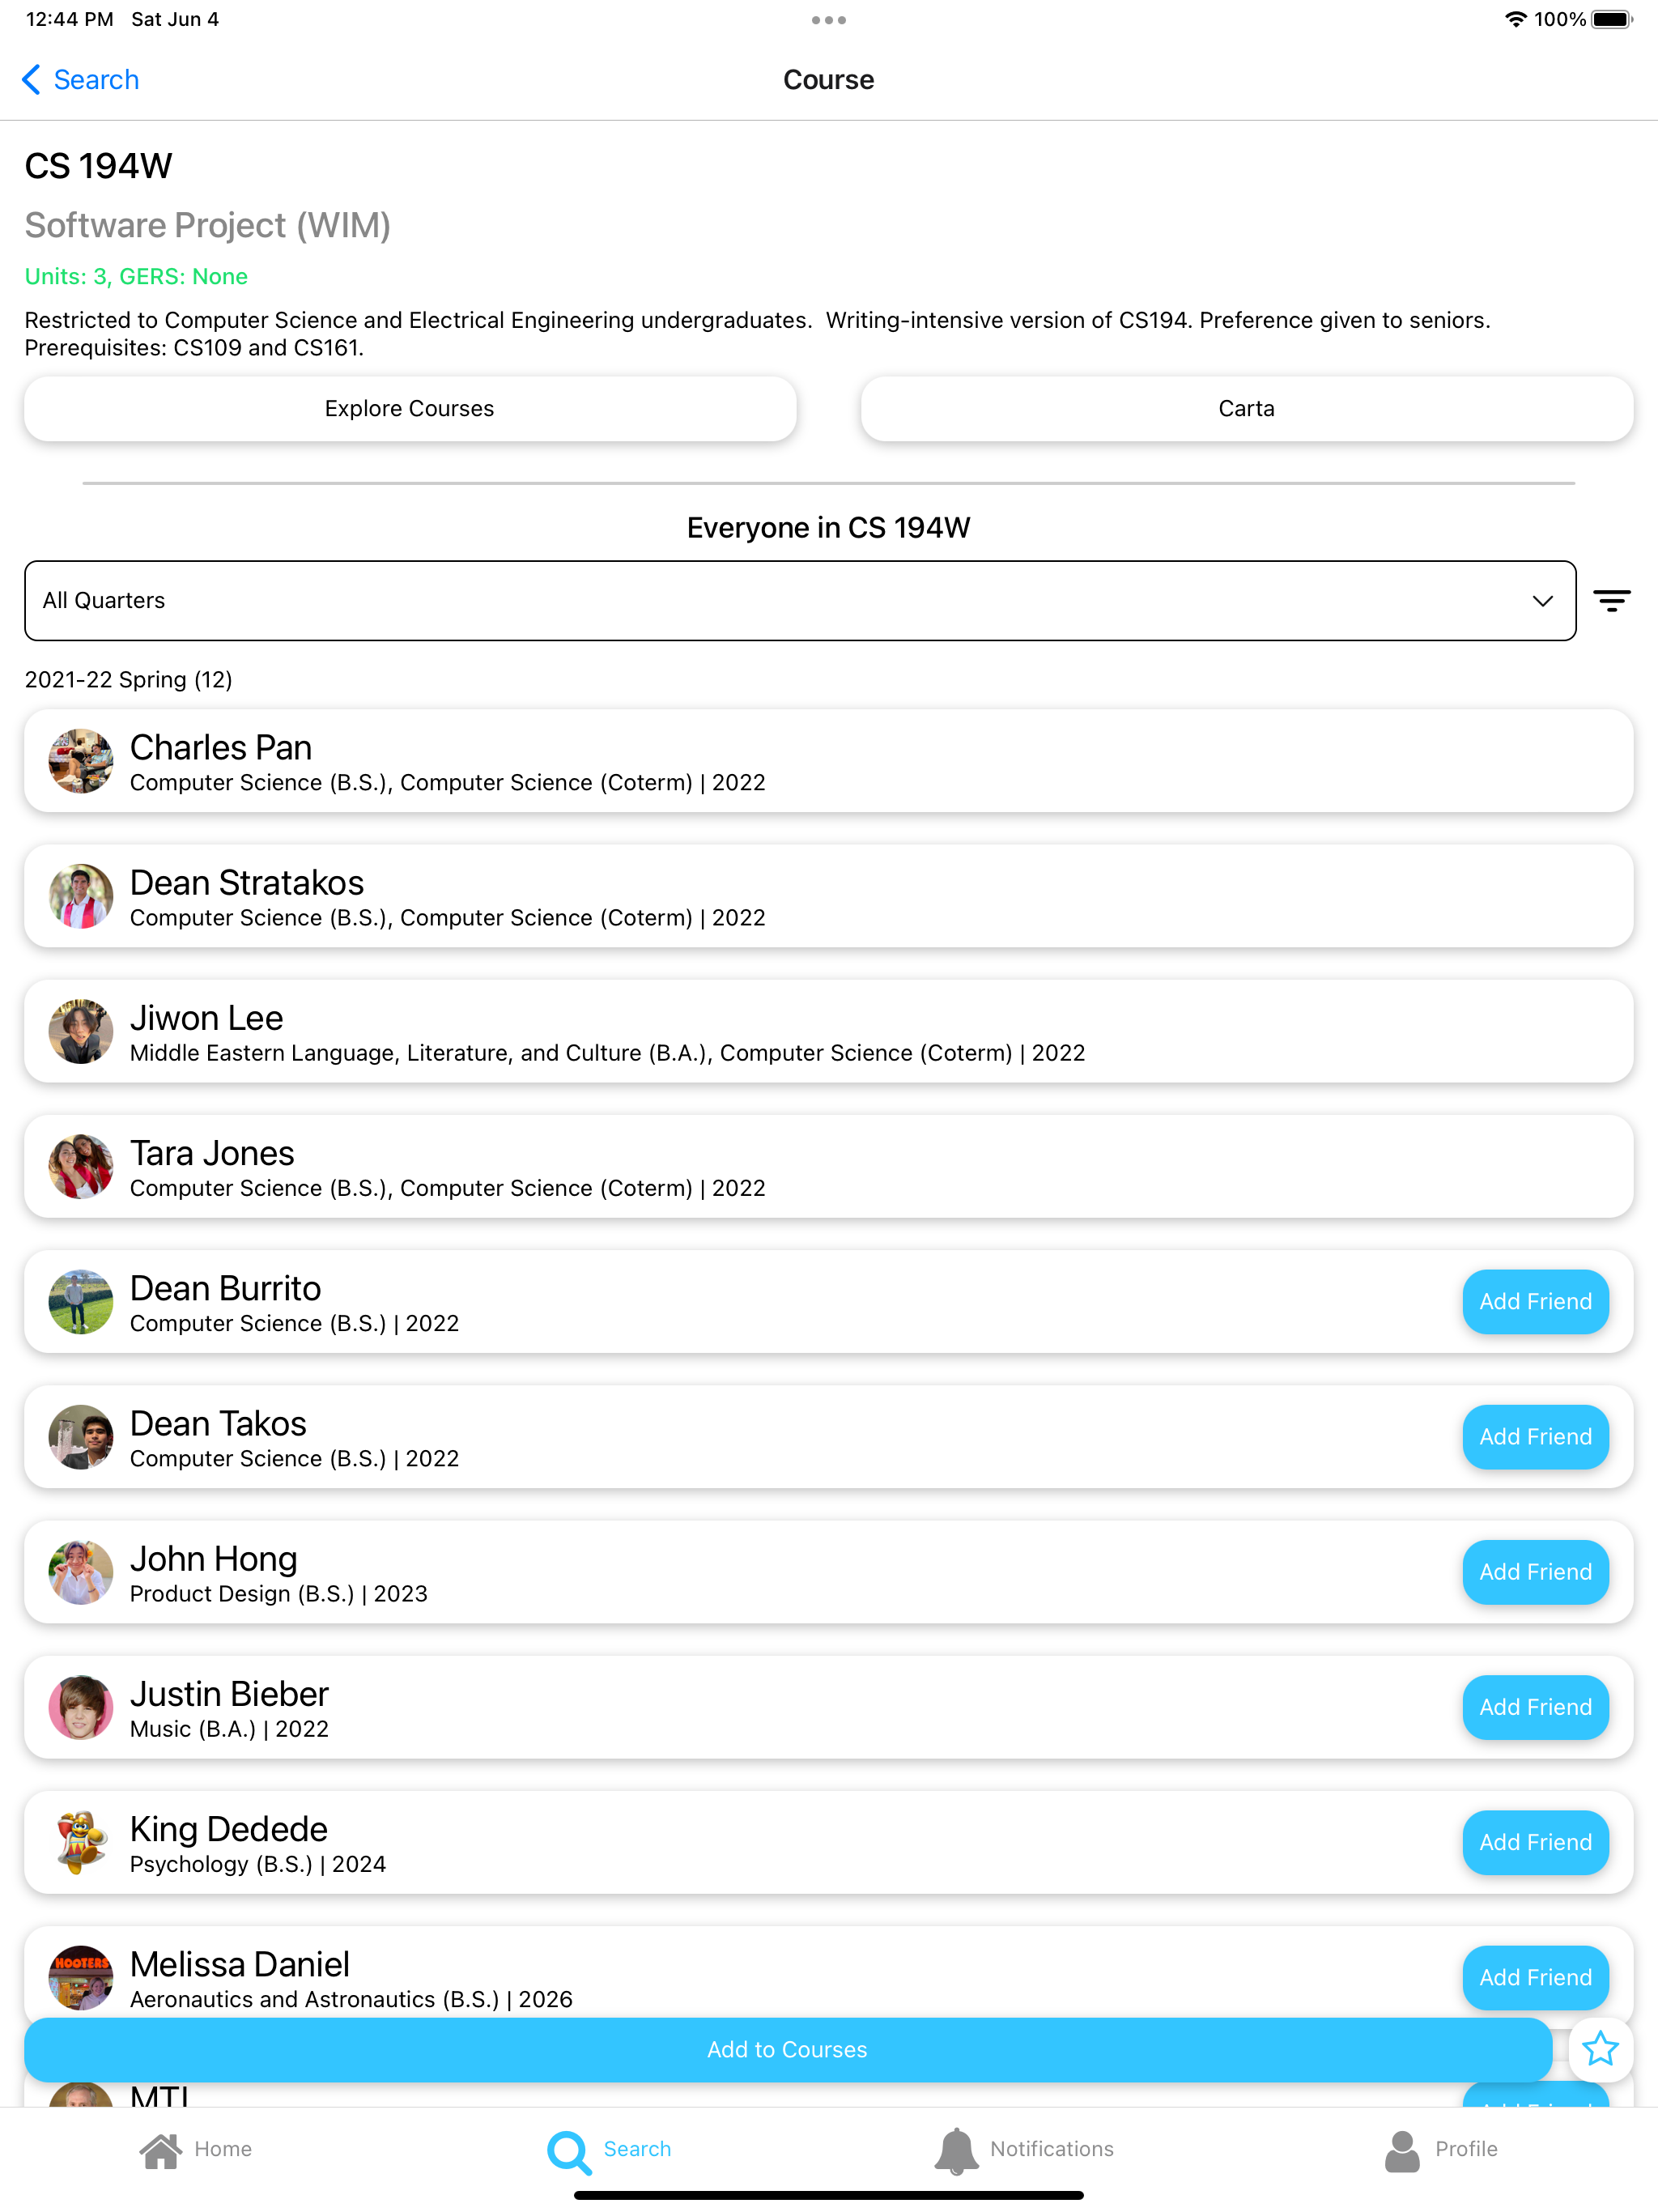 12:44 PM Sat Jun 4
100%
Search
Course
CS 194W
Software Project (WIM)
Units: 3, GERS: None
Restricted to Computer Science and Electrical Engineering undergraduates.  Writing-intensive version of CS194. Preference given to seniors.
Prerequisites: CS109 and CS161.
Explore Courses
Carta
Everyone in CS 194W
All Quarters
2021-22 Spring (12)
Charles Pan
Computer Science (B.S.), Computer Science (Coterm) | 2022
Dean Stratakos
Computer Science (B.S.), Computer Science (Coterm) | 2022
Jiwon Lee
Middle Eastern Language, Literature, and Culture (B.A.), Computer Science (Coterm) | 2022
Tara Jones
Computer Science (B.S.), Computer Science (Coterm) | 2022
Dean Burrito
Computer Science (B.S.) | 2022
Add Friend
Dean Takos
Computer Science (B.S.) | 2022
Add Friend
John Hong
Product Design (B.S.) | 2023
Add Friend
Justin Bieber
Music (B.A.) | 2022
Add Friend
King Dedede
Psychology (B.S.) | 2024
Add Friend
HOOTERS
Melissa Daniel
Aeronautics and Astronautics (B.S.) | 2026
Add Friend
Add to Courses
MTL
Home
Search
Notifications
Profile